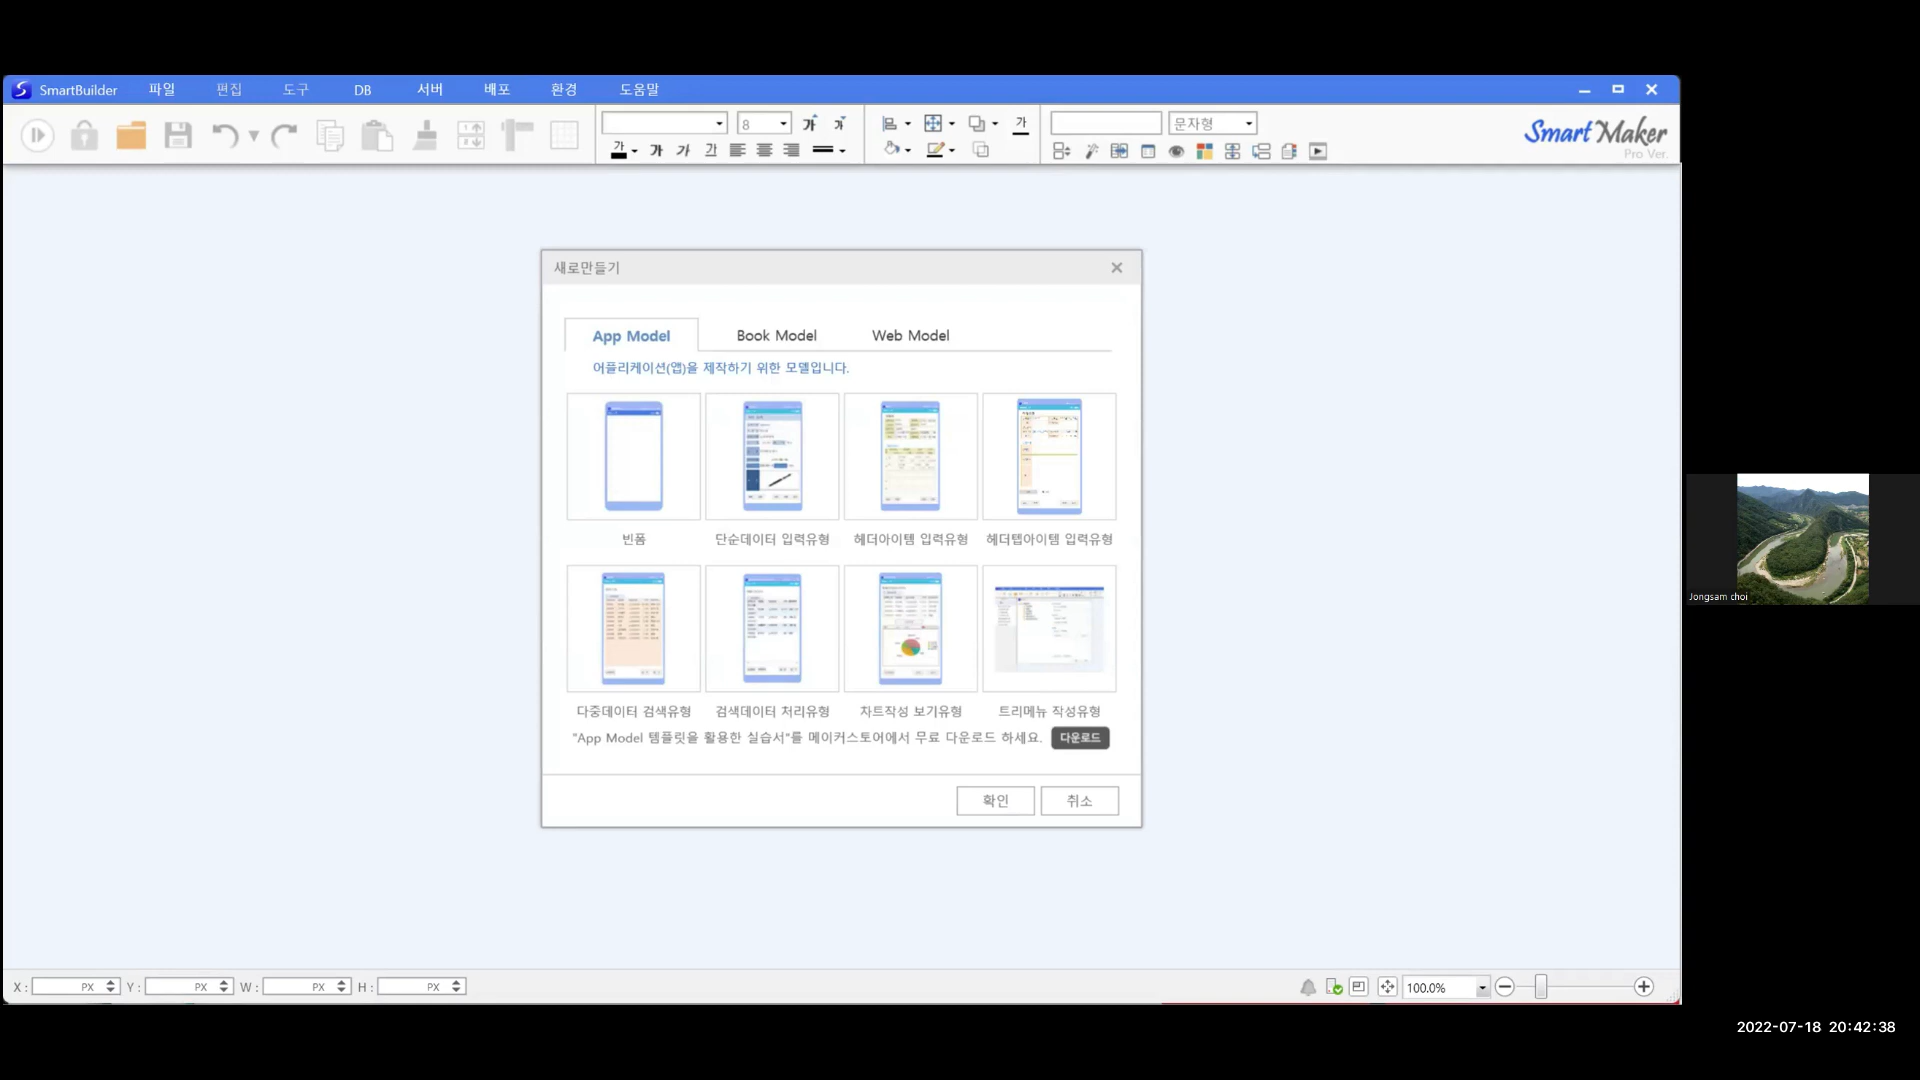 SmartBuilder 파일 편집 도구 DB 서버 배포 환경 도움말
8 가 가 가 문자형
가 가 가 가
Smart Maker
Pro Ver.
새로만들기
App Model Book Model Web Model
어플리케이션(앱)을 제작하기 위한 모델입니다.
빈폼 단순데이터 입력유형 헤더아이템 입력유형 헤더텝아이템 입력유형
다중데이터 검색유형 검색데이터 처리유형 차트작성 보기유형 트리메뉴 작성유형
"App Model 템플릿을 활용한 실습서"를 메이커스토어에서 무료 다운로드 하세요. 다운로드
확인 취소
Jongsam choi
X : PX Y : PX W : PX H : PX 100.0%
2022-07-18 20:42:38